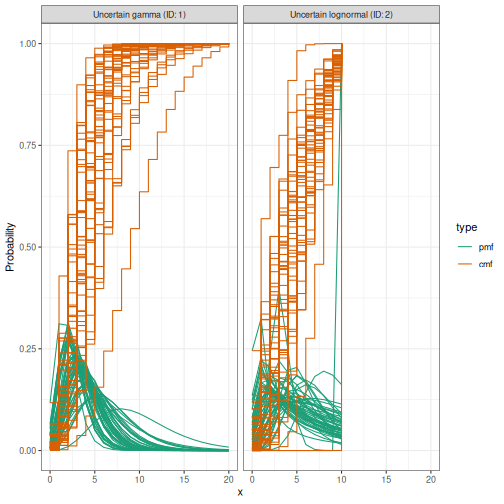 Uncertain gamma (ID: 1)
Uncertain lognormal (ID: 2)
Probability
1.00
0.75
0.50
0.25
0.00
0 5 10 15 20
0 5 10 15 20
x
type
pmf
cmf